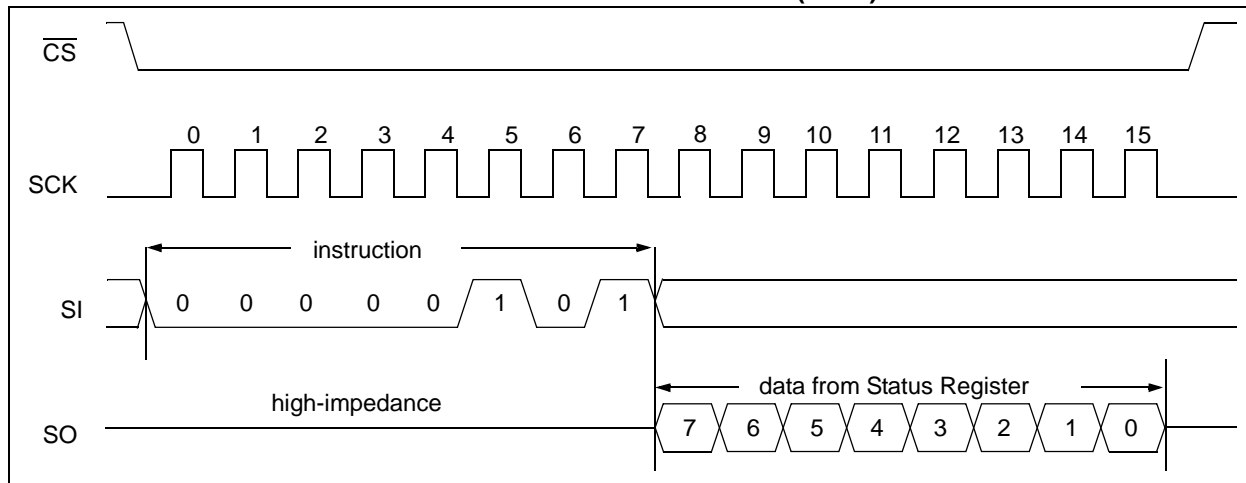 CS
0 1 2 3 4 5 6 7 8 9 10 11 12 13 14 15
SCK
instruction
SI 0 0 0 0 0 1 0 1
data from Status Register
high-impedance
SO 7 6 5 4 3 2 1 0